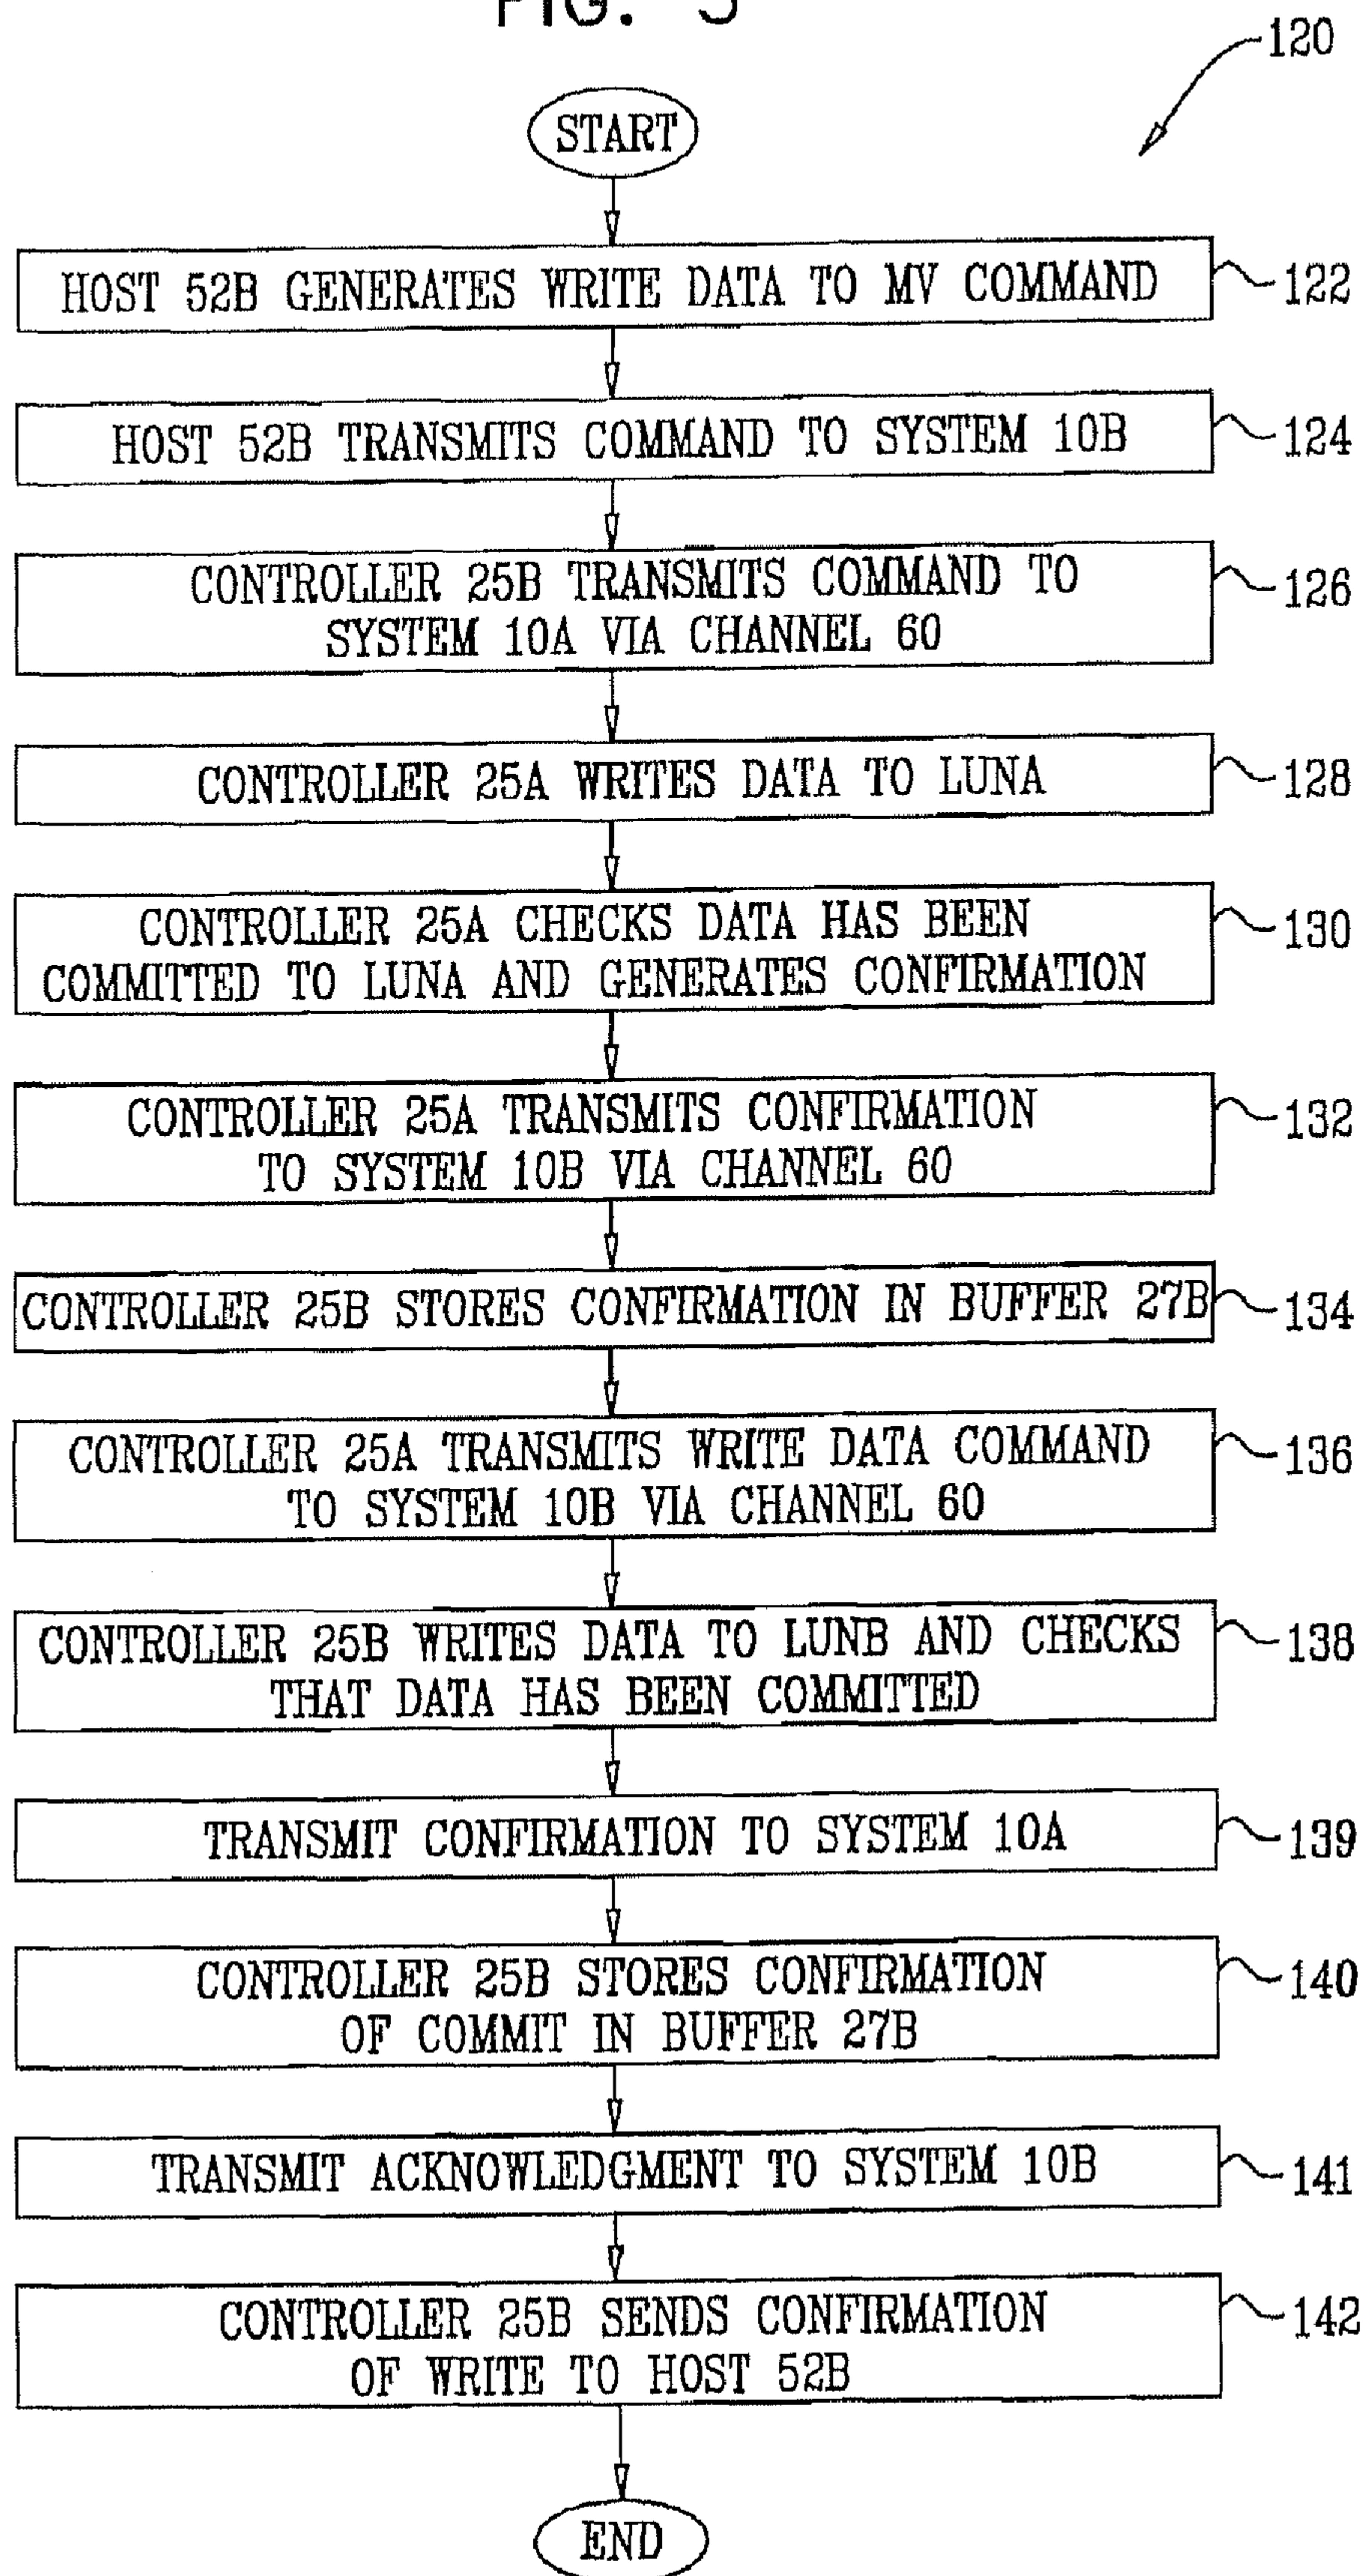 FIG. 5
120
START
HOST 52B GENERATES WRITE DATA TO MV COMMAND
122
HOST 52B TRANSMITS COMMAND TO SYSTEM 10B
124
CONTROLLER 25B TRANSMITS COMMAND TO
SYSTEM 10A VIA CHANNEL 60
126
CONTROLLER 25A WRITES DATA TO LUNA
128
CONTROLLER 25A CHECKS DATA HAS BEEN
COMMITTED TO LUNA AND GENERATES CONFIRMATION
130
CONTROLLER 25A TRANSMITS CONFIRMATION
TO SYSTEM 10B VIA CHANNEL 60
132
CONTROLLER 25B STORES CONFIRMATION IN BUFFER 27B
134
CONTROLLER 25A TRANSMITS WRITE DATA COMMAND
TO SYSTEM 10B VIA CHANNEL 60
136
CONTROLLER 25B WRITES DATA TO LUNB AND CHECKS
THAT DATA HAS BEEN COMMITTED
138
TRANSMIT CONFIRMATION TO SYSTEM 10A
139
CONTROLLER 25B STORES CONFIRMATION
OF COMMIT IN BUFFER 27B
140
TRANSMIT ACKNOWLEDGMENT TO SYSTEM 10B
141
CONTROLLER 25B SENDS CONFIRMATION
OF WRITE TO HOST 52B
142
END